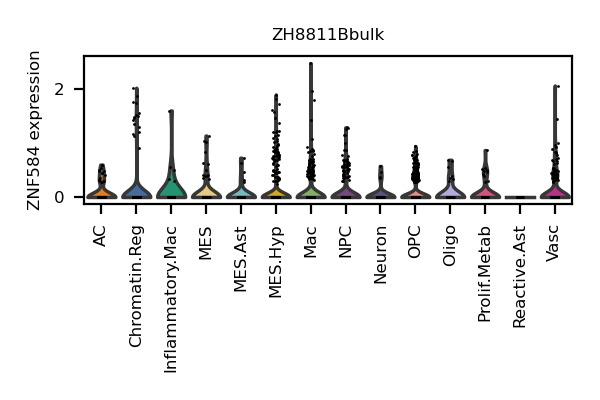 ZH8811Bbulk
ZNF584 expression
2
0
AC
Chromatin.Reg
Inflammatory.Mac
MES
MES.Ast
MES.Hyp
Mac
NPC
Neuron
OPC
Oligo
Prolif.Metab
Reactive.Ast
Vasc